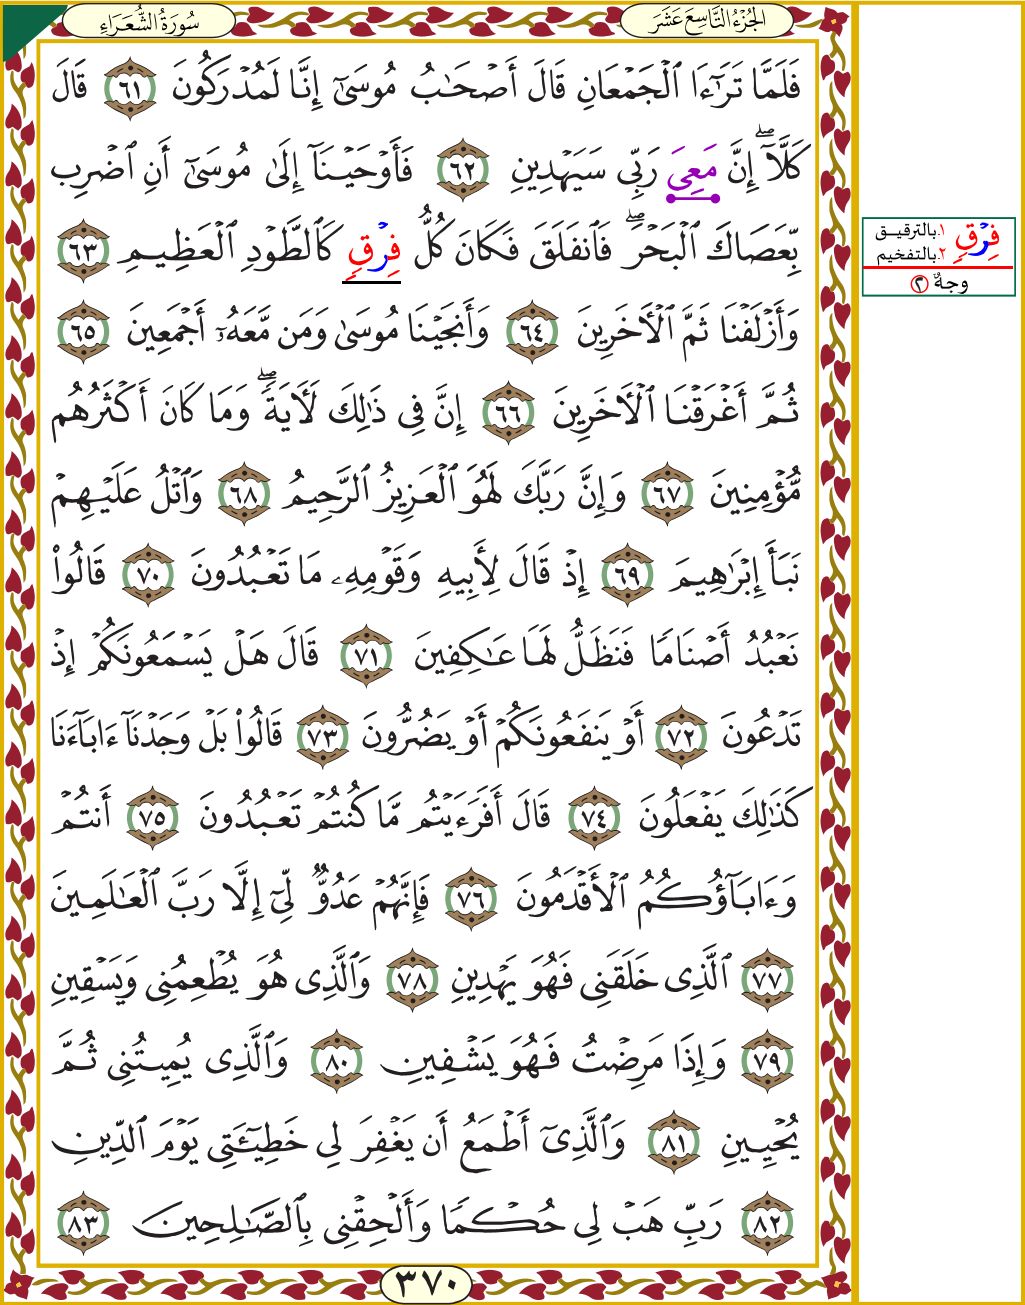 سُورَةُ الشُّعَرَاءِ
الجُزْءُ التَّاسِعَ عَشَرَ
فَلَمَّا تَرَٰٓءَا ٱلۡجَمۡعَانِ قَالَ أَصۡحَٰبُ مُوسَىٰٓ إِنَّا لَمُدۡرَكُونَ ٦١ قَالَ
كَلَّآۖ إِنَّ مَعِيَ رَبِّي سَيَهۡدِينِ ٦٢ فَأَوۡحَيۡنَآ إِلَىٰ مُوسَىٰٓ أَنِ ٱضۡرِب
بِّعَصَاكَ ٱلۡبَحۡرَۖ فَٱنفَلَقَ فَكَانَ كُلُّ فِرۡقٖ كَٱلطَّوۡدِ ٱلۡعَظِيمِ ٦٣
وَأَزۡلَفۡنَا ثَمَّ ٱلۡأٓخَرِينَ ٦٤ وَأَنجَيۡنَا مُوسَىٰ وَمَن مَّعَهُۥٓ أَجۡمَعِينَ ٦٥
ثُمَّ أَغۡرَقۡنَا ٱلۡأٓخَرِينَ ٦٦ إِنَّ فِي ذَٰلِكَ لَأٓيَةٗۖ وَمَا كَانَ أَكۡثَرُهُم
مُّؤۡمِنِينَ ٦٧ وَإِنَّ رَبَّكَ لَهُوَ ٱلۡعَزِيزُ ٱلرَّحِيمُ ٦٨ وَٱتۡلُ عَلَيۡهِمۡ
نَبَأَ إِبۡرَٰهِيمَ ٦٩ إِذۡ قَالَ لِأَبِيهِ وَقَوۡمِهِۦ مَا تَعۡبُدُونَ ٧٠ قَالُواْ
نَعۡبُدُ أَصۡنَامٗا فَنَظَلُّ لَهَا عَٰكِفِينَ ٧١ قَالَ هَلۡ يَسۡمَعُونَكُمۡ إِذۡ
تَدۡعُونَ ٧٢ أَوۡ يَنفَعُونَكُمۡ أَوۡ يَضُرُّونَ ٧٣ قَالُواْ بَلۡ وَجَدۡنَآ ءَابَآءَنَا
كَذَٰلِكَ يَفۡعَلُونَ ٧٤ قَالَ أَفَرَءَيۡتُم مَّا كُنتُمۡ تَعۡبُدُونَ ٧٥ أَنتُمۡ
وَءَابَآؤُكُمُ ٱلۡأَقۡدَمُونَ ٧٦ فَإِنَّهُمۡ عَدُوّٞ لِّيٓ إِلَّا رَبَّ ٱلۡعَٰلَمِينَ
٧٧ ٱلَّذِي خَلَقَنِي فَهُوَ يَهۡدِينِ ٧٨ وَٱلَّذِي هُوَ يُطۡعِمُنِي وَيَسۡقِينِ
٧٩ وَإِذَا مَرِضۡتُ فَهُوَ يَشۡفِينِ ٨٠ وَٱلَّذِي يُمِيتُنِي ثُمَّ
يُحۡيِينِ ٨١ وَٱلَّذِيٓ أَطۡمَعُ أَن يَغۡفِرَ لِي خَطِيٓـَٔتِي يَوۡمَ ٱلدِّينِ
٨٢ رَبِّ هَبۡ لِي حُكۡمٗا وَأَلۡحِقۡنِي بِٱلصَّٰلِحِينَ ٨٣
٣٧٠
فِرۡقٖ ١.بالترقيق
٢.بالتفخيم
وجهٌ ٢